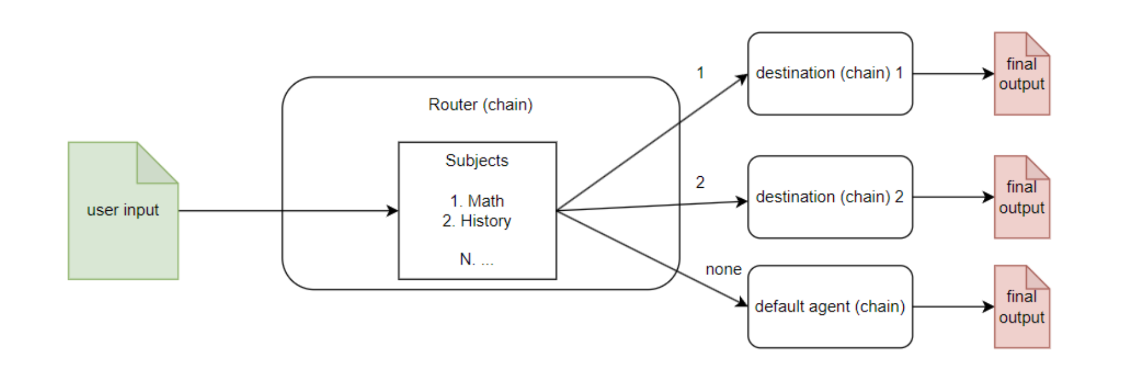 user input
Router (chain)
Subjects
1. Math
2. History
N. ...
1
destination (chain) 1
final
output
2
destination (chain) 2
final
output
none
default agent (chain)
final
output